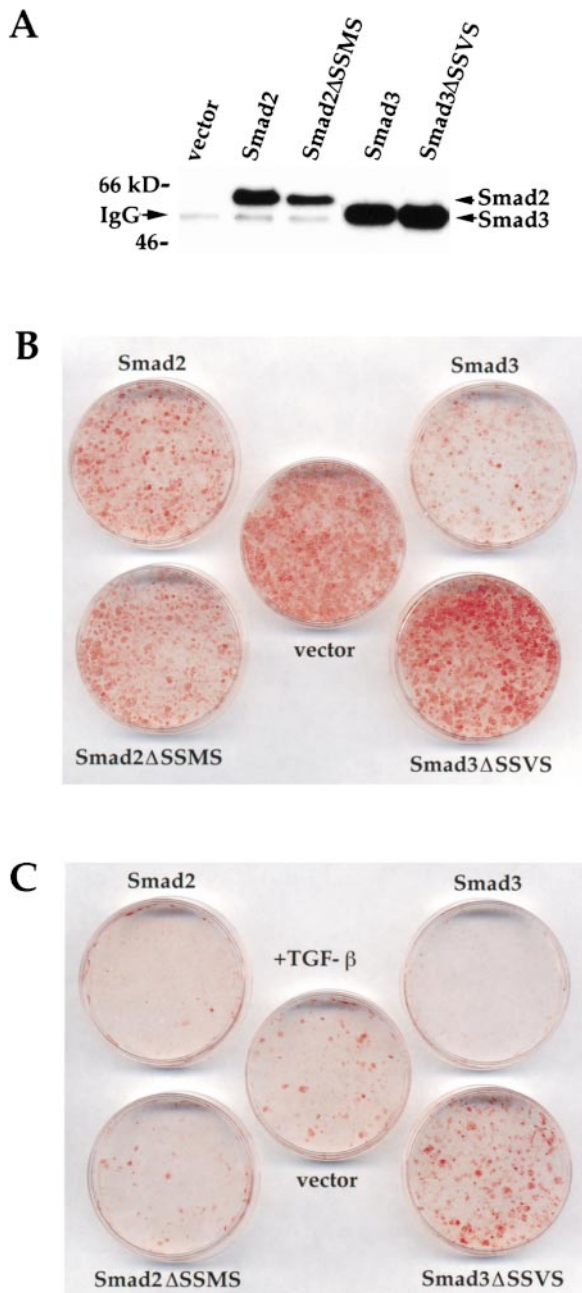 A
vector
Smad2
Smad2ΔSSMS
Smad3
Smad3ΔSSVS
66 kD-
IgG
46-
Smad2
Smad3
B
Smad2
Smad3
vector
Smad2ΔSSMS
Smad3ΔSSVS
C
Smad2
Smad3
+TGF- β
vector
Smad2 ΔSSMS
Smad3ΔSSVS